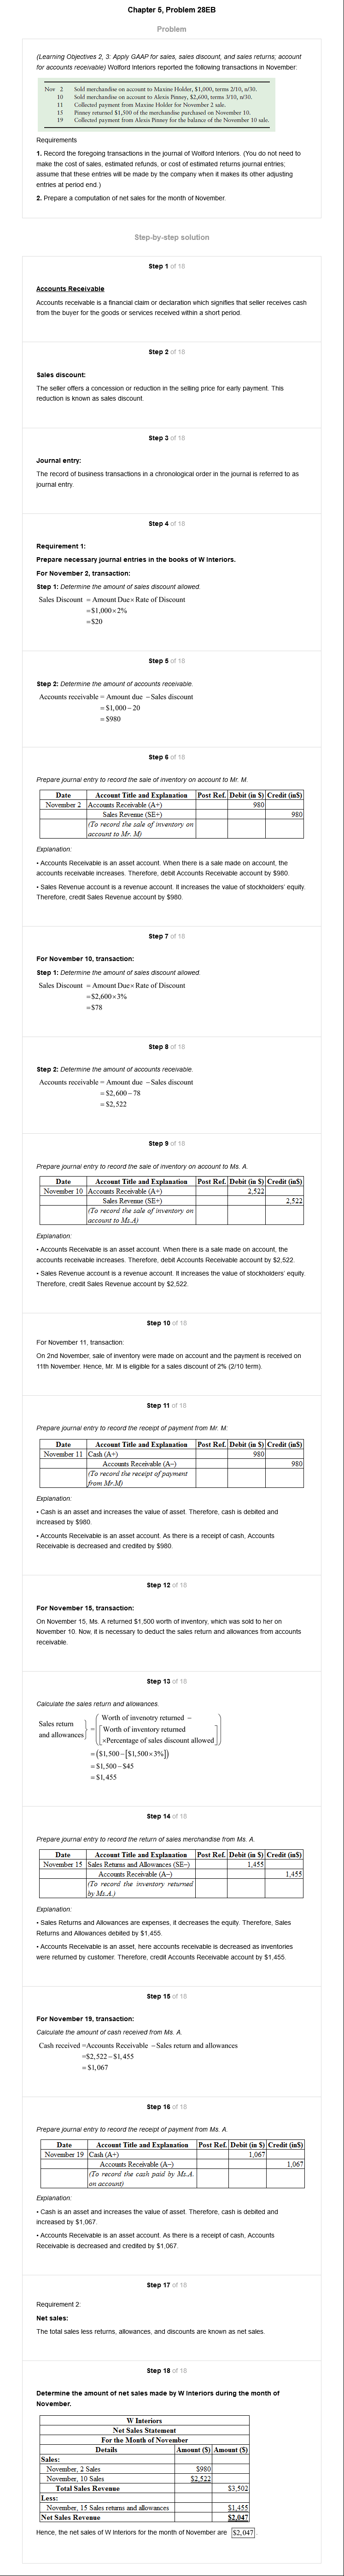 Chapter 5, Problem 28EB
Problem
(Learning Objectives 2, 3: Apply GAAP for sales, sales discount, and sales returns; account
for accounts receivable) Wolford Interiors reported the following transactions in November:
Nov 2 Sold merchandise on account to Maxine Holder, $1,000, terms 2/10, n/30.
10 Sold merchandise on account to Alexis Pinney, $2,600, terms 3/10, n/30.
11 Collected payment from Maxine Holder for November 2 sale.
15 Pinney returned $1,500 of the merchandise purchased on November 10.
19 Collected payment from Alexis Pinney for the balance of the November 10 sale.
Requirements
1. Record the foregoing transactions in the journal of Wolford Interiors. (You do not need to
make the cost of sales, estimated refunds, or cost of estimated returns journal entries;
assume that these entries will be made by the company when it makes its other adjusting
entries at period end.)
2. Prepare a computation of net sales for the month of November.
Step-by-step solution
Step 1 of 18
Accounts Receivable
Accounts receivable is a financial claim or declaration which signifies that seller receives cash
from the buyer for the goods or services received within a short period.
Step 2 of 18
Sales discount:
The seller offers a concession or reduction in the selling price for early payment. This
reduction is known as sales discount.
Step 3 of 18
Journal entry:
The record of business transactions in a chronological order in the journal is referred to as
journal entry.
Step 4 of 18
Requirement 1:
Prepare necessary journal entries in the books of W Interiors.
For November 2, transaction:
Step 1: Determine the amount of sales discount allowed.
Sales Discount = Amount Due× Rate of Discount
=$1,000×2%
=$20
Step 5 of 18
Step 2: Determine the amount of accounts receivable.
Accounts receivable = Amount due −Sales discount
= $1,000−20
= $980
Step 6 of 18
Prepare journal entry to record the sale of inventory on account to Mr. M.
Date Account Title and Explanation Post Ref. Debit (in $) Credit (in$)
November 2 Accounts Receivable (A+) 980
Sales Revenue (SE+) 980
(To record the sale of inventory on
account to Mr. M)
Explanation:
• Accounts Receivable is an asset account. When there is a sale made on account, the
accounts receivable increases. Therefore, debit Accounts Receivable account by $980.
• Sales Revenue account is a revenue account. It increases the value of stockholders' equity.
Therefore, credit Sales Revenue account by $980.
Step 7 of 18
For November 10, transaction:
Step 1: Determine the amount of sales discount allowed.
Sales Discount = Amount Due× Rate of Discount
=$2,600×3%
=$78
Step 8 of 18
Step 2: Determine the amount of accounts receivable.
Accounts receivable = Amount due −Sales discount
= $2,600−78
= $2,522
Step 9 of 18
Prepare journal entry to record the sale of inventory on account to Ms. A.
Date Account Title and Explanation Post Ref. Debit (in $) Credit (in$)
November 10 Accounts Receivable (A+) 2,522
Sales Revenue (SE+) 2,522
(To record the sale of inventory on
account to Ms.A)
Explanation:
• Accounts Receivable is an asset account. When there is a sale made on account, the
accounts receivable increases. Therefore, debit Accounts Receivable account by $2,522.
• Sales Revenue account is a revenue account. It increases the value of stockholders' equity.
Therefore, credit Sales Revenue account by $2,522.
Step 10 of 18
For November 11, transaction:
On 2nd November, sale of inventory were made on account and the payment is received on
11th November. Hence, Mr. M is eligible for a sales discount of 2% (2/10 term).
Step 11 of 18
Prepare journal entry to record the receipt of payment from Mr. M:
Date Account Title and Explanation Post Ref. Debit (in $) Credit (in$)
November 11 Cash (A+) 980
Accounts Receivable (A–) 980
(To record the receipt of payment
from Mr.M)
Explanation:
• Cash is an asset and increases the value of asset. Therefore, cash is debited and
increased by $980.
• Accounts Receivable is an asset account. As there is a receipt of cash, Accounts
Receivable is decreased and credited by $980.
Step 12 of 18
For November 15, transaction:
On November 15, Ms. A returned $1,500 worth of inventory, which was sold to her on
November 10. Now, it is necessary to deduct the sales return and allowances from accounts
receivable.
Step 13 of 18
Calculate the sales return and allowances.
Sales return
and allowances
=
Worth of invenotry returned −
Worth of inventory returned
×Percentage of sales discount allowed
=($1,500−[$1,500×3%])
=$1,500−$45
=$1,455
Step 14 of 18
Prepare journal entry to record the return of sales merchandise from Ms. A.
Date Account Title and Explanation Post Ref. Debit (in $) Credit (in$)
November 15 Sales Returns and Allowances (SE–) 1,455
Accounts Receivable (A–) 1,455
(To record the inventory returned
by Ms.A.)
Explanation:
• Sales Returns and Allowances are expenses, it decreases the equity. Therefore, Sales
Returns and Allowances debited by $1,455.
• Accounts Receivable is an asset, here accounts receivable is decreased as inventories
were returned by customer. Therefore, credit Accounts Receivable account by $1,455.
Step 15 of 18
For November 19, transaction:
Calculate the amount of cash received from Ms. A.
Cash received =Accounts Receivable −Sales return and allowances
=$2,522−$1,455
= $1,067
Step 16 of 18
Prepare journal entry to record the receipt of payment from Ms. A.
Date Account Title and Explanation Post Ref. Debit (in $) Credit (in$)
November 19 Cash (A+) 1,067
Accounts Receivable (A–) 1,067
(To record the cash paid by Ms.A.
on account)
Explanation:
• Cash is an asset and increases the value of asset. Therefore, cash is debited and
increased by $1,067.
• Accounts Receivable is an asset account. As there is a receipt of cash, Accounts
Receivable is decreased and credited by $1,067.
Step 17 of 18
Requirement 2:
Net sales:
The total sales less returns, allowances, and discounts are known as net sales.
Step 18 of 18
Determine the amount of net sales made by W Interiors during the month of
November.
W Interiors
Net Sales Statement
For the Month of November
Details Amount ($) Amount ($)
Sales:
November, 2 Sales $980
November, 10 Sales $2,522
Total Sales Revenue $3,502
Less:
November, 15 Sales returns and allowances $1,455
Net Sales Revenue $2,047
Hence, the net sales of W Interiors for the month of November are $2,047.